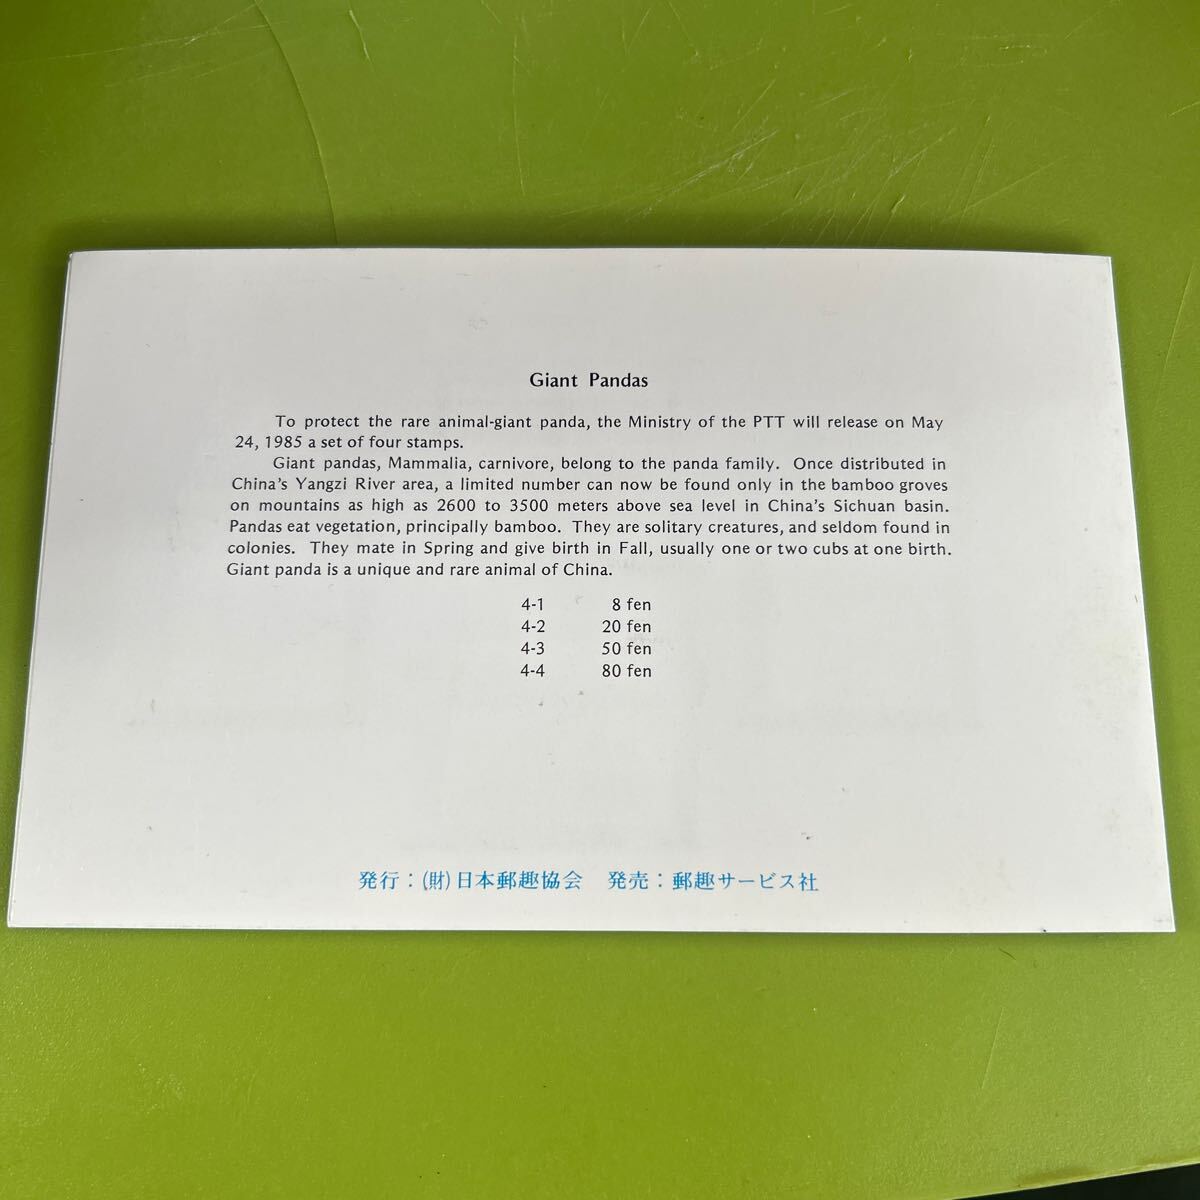 Giant Pandas
To protect the rare animal-giant panda, the Ministry of the PTT will release on May
24, 1985 a set of four stamps.
Giant pandas, Mammalia, carnivore, belong to the panda family. Once distributed in
China's Yangzi River area, a limited number can now be found only in the bamboo groves
on mountains as high as 2600 to 3500 meters above sea level in China's Sichuan basin.
Pandas eat vegetation, principally bamboo. They are solitary creatures, and seldom found in
colonies. They mate in Spring and give birth in Fall, usually one or two cubs at one birth.
Giant panda is a unique and rare animal of China.
4-1 8 fen
4-2 20 fen
4-3 50 fen
4-4 80 fen
発行：(財)日本郵趣協会 発売：郵趣サービス社